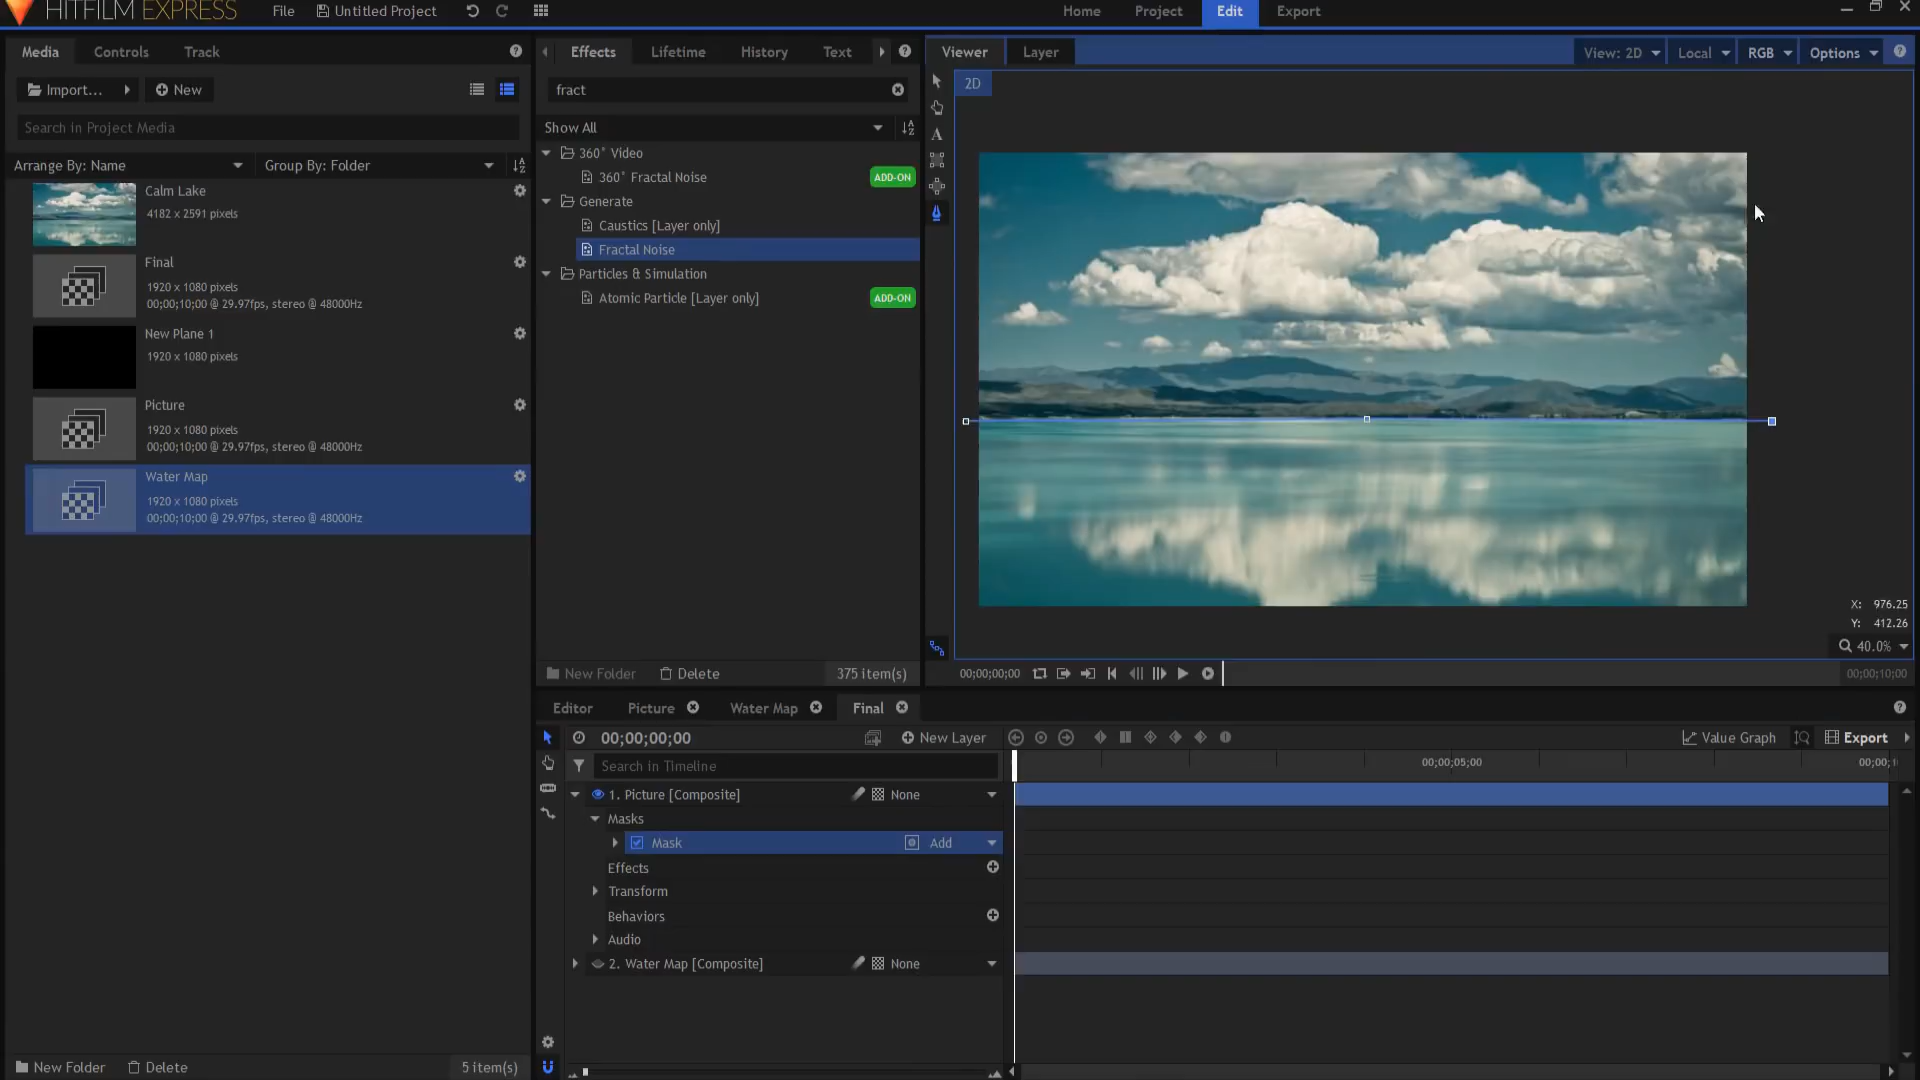 HITFILM EXPRESS
File
Untitled Project
Home
Project
Edit
Export
Media
Controls
Track
Import...
New
Search in Project Media
Arrange By: Name
Group By: Folder
Calm Lake
4182 x 2591 pixels
Final
1920 x 1080 pixels
00;00;10;00 @ 29.97fps, stereo @ 48000Hz
New Plane 1
1920 x 1080 pixels
Picture
1920 x 1080 pixels
00;00;10;00 @ 29.97fps, stereo @ 48000Hz
Water Map
1920 x 1080 pixels
00;00;10;00 @ 29.97fps, stereo @ 48000Hz
New Folder
Delete
5 item(s)
Effects
Lifetime
History
Text
fract
Show All
360° Video
360° Fractal Noise
ADD-ON
Generate
Caustics [Layer only]
Fractal Noise
Particles & Simulation
Atomic Particle [Layer only]
ADD-ON
New Folder
Delete
375 item(s)
Viewer
Layer
View: 2D
Local
RGB
Options
2D
X: 976.25
Y: 412.26
40.0%
00;00;00;00
00;00;10;00
Editor
Picture
Water Map
Final
00;00;00;00
New Layer
Value Graph
Export
Search in Timeline
00;00;05;00
1. Picture [Composite]
None
Masks
Mask
Add
Effects
Transform
Behaviors
Audio
2. Water Map [Composite]
None